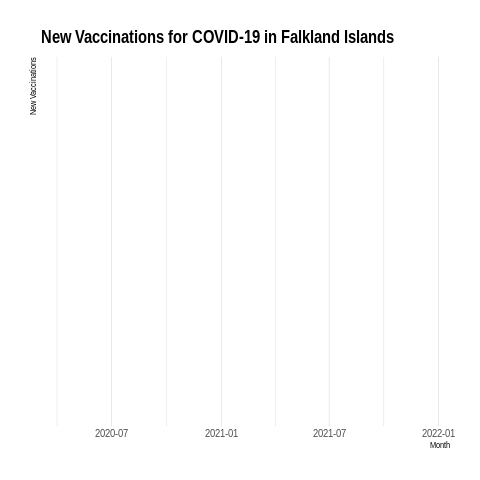 New Vaccinations for COVID-19 in Falkland Islands
New Vaccinations
2020-07 2021-01 2021-07 2022-01
Month